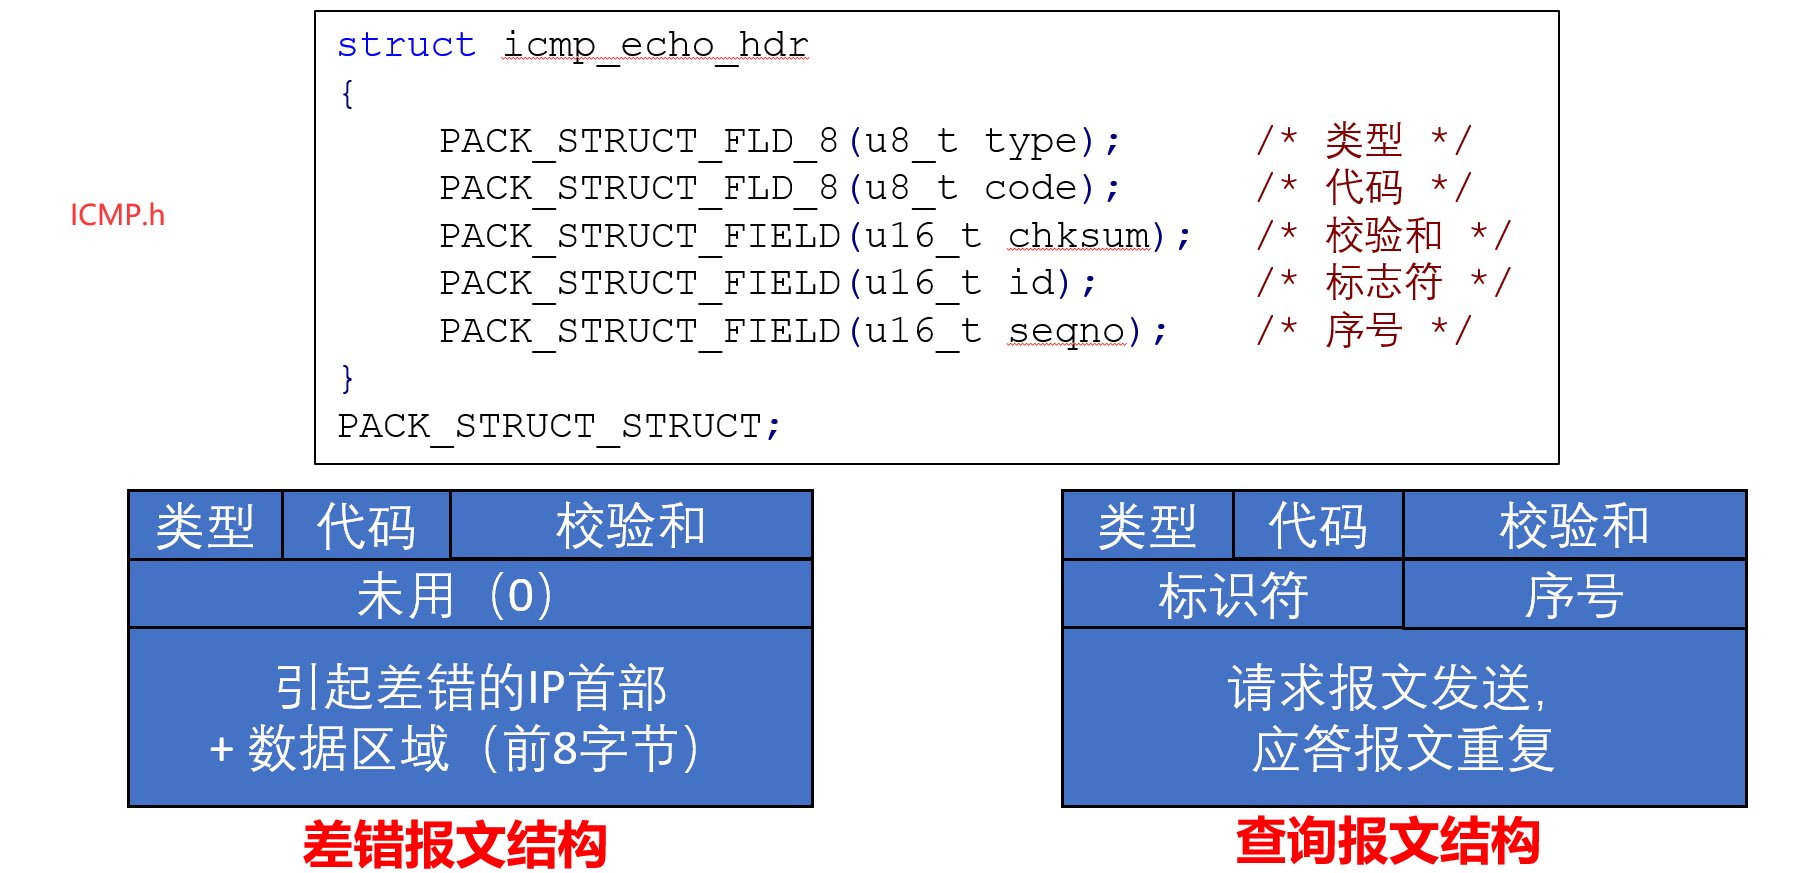 struct icmp_echo_hdr
{
PACK_STRUCT_FLD_8(u8_t type); /* 类型 */
PACK_STRUCT_FLD_8(u8_t code); /* 代码 */
ICMP.h
PACK_STRUCT_FIELD(u16_t chksum); /* 校验和 */
PACK_STRUCT_FIELD(u16_t id); /* 标志符 */
PACK_STRUCT_FIELD(u16_t seqno); /* 序号 */
}
PACK_STRUCT_STRUCT;
类型 代码 校验和
未用（0）
引起差错的IP首部
+ 数据区域（前8字节）
差错报文结构
类型 代码 校验和
标识符 序号
请求报文发送,
应答报文重复
查询报文结构